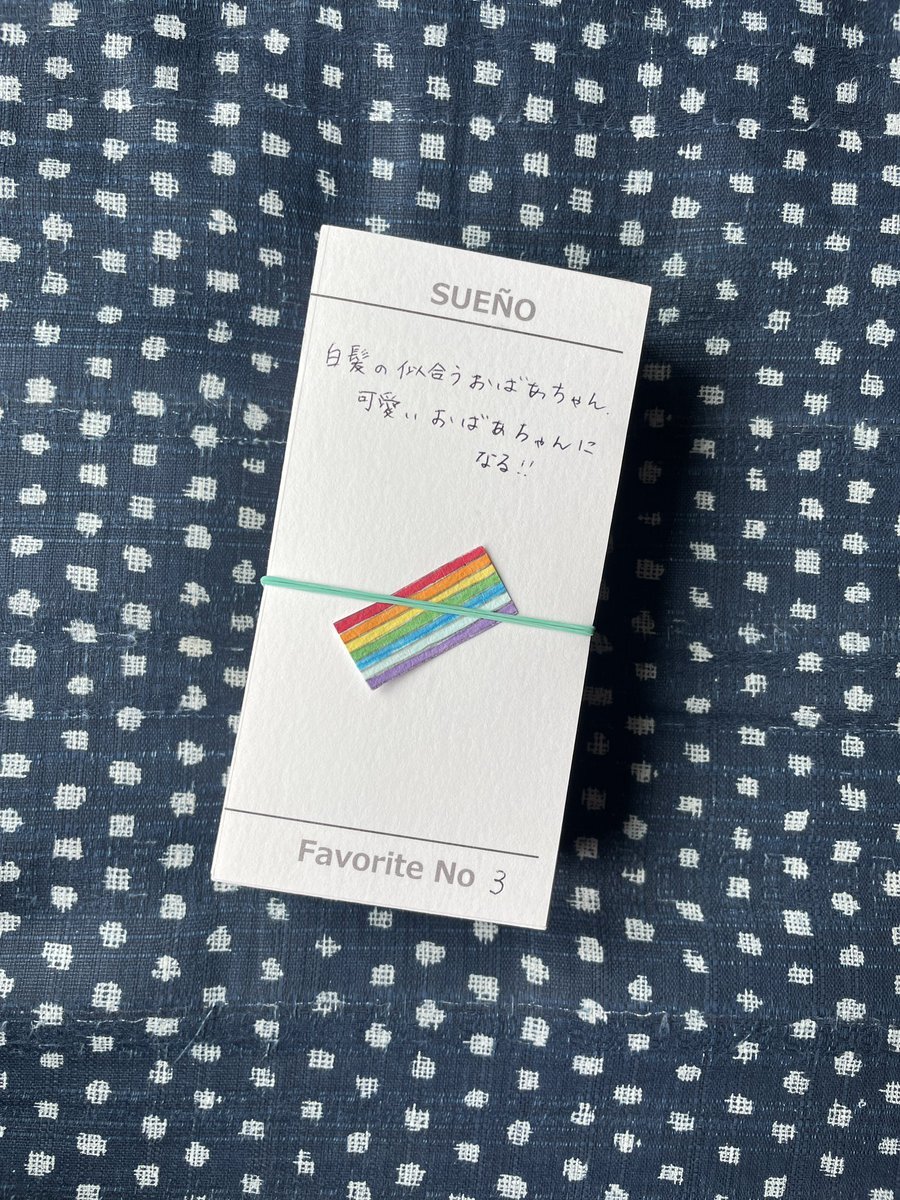 SUEÑO
白髪の似合うおばあちゃん.
可愛いおばあちゃんに
なる!!
Favorite No 3